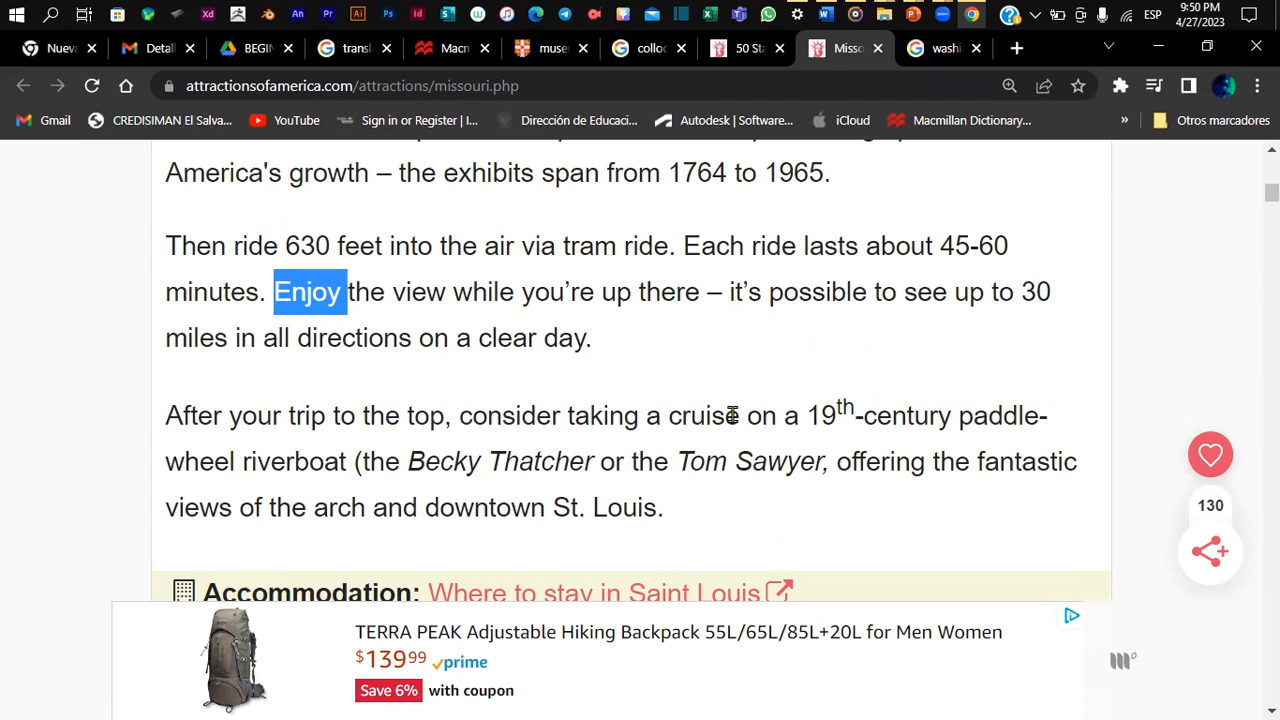 9:50 PM
ESP
4/27/2023
Nueva
Detall
BEGIN
transl
Macm
muse
colloc
50 Sta
Misso
washi
attractionsofamerica.com/attractions/missouri.php
Gmail
CREDISIMAN El Salva...
YouTube
Sign in or Register | I...
Dirección de Educaci...
Autodesk | Software...
iCloud
Macmillan Dictionary...
»
Otros marcadores
America's growth – the exhibits span from 1764 to 1965.
Then ride 630 feet into the air via tram ride. Each ride lasts about 45-60
minutes. Enjoy the view while you’re up there – it’s possible to see up to 30
miles in all directions on a clear day.
After your trip to the top, consider taking a cruise on a 19th-century paddle-
wheel riverboat (the Becky Thatcher or the Tom Sawyer, offering the fantastic
views of the arch and downtown St. Louis.
130
Accommodation: Where to stay in Saint Louis
TERRA PEAK Adjustable Hiking Backpack 55L/65L/85L+20L for Men Women
$139.99 prime
Save 6% with coupon